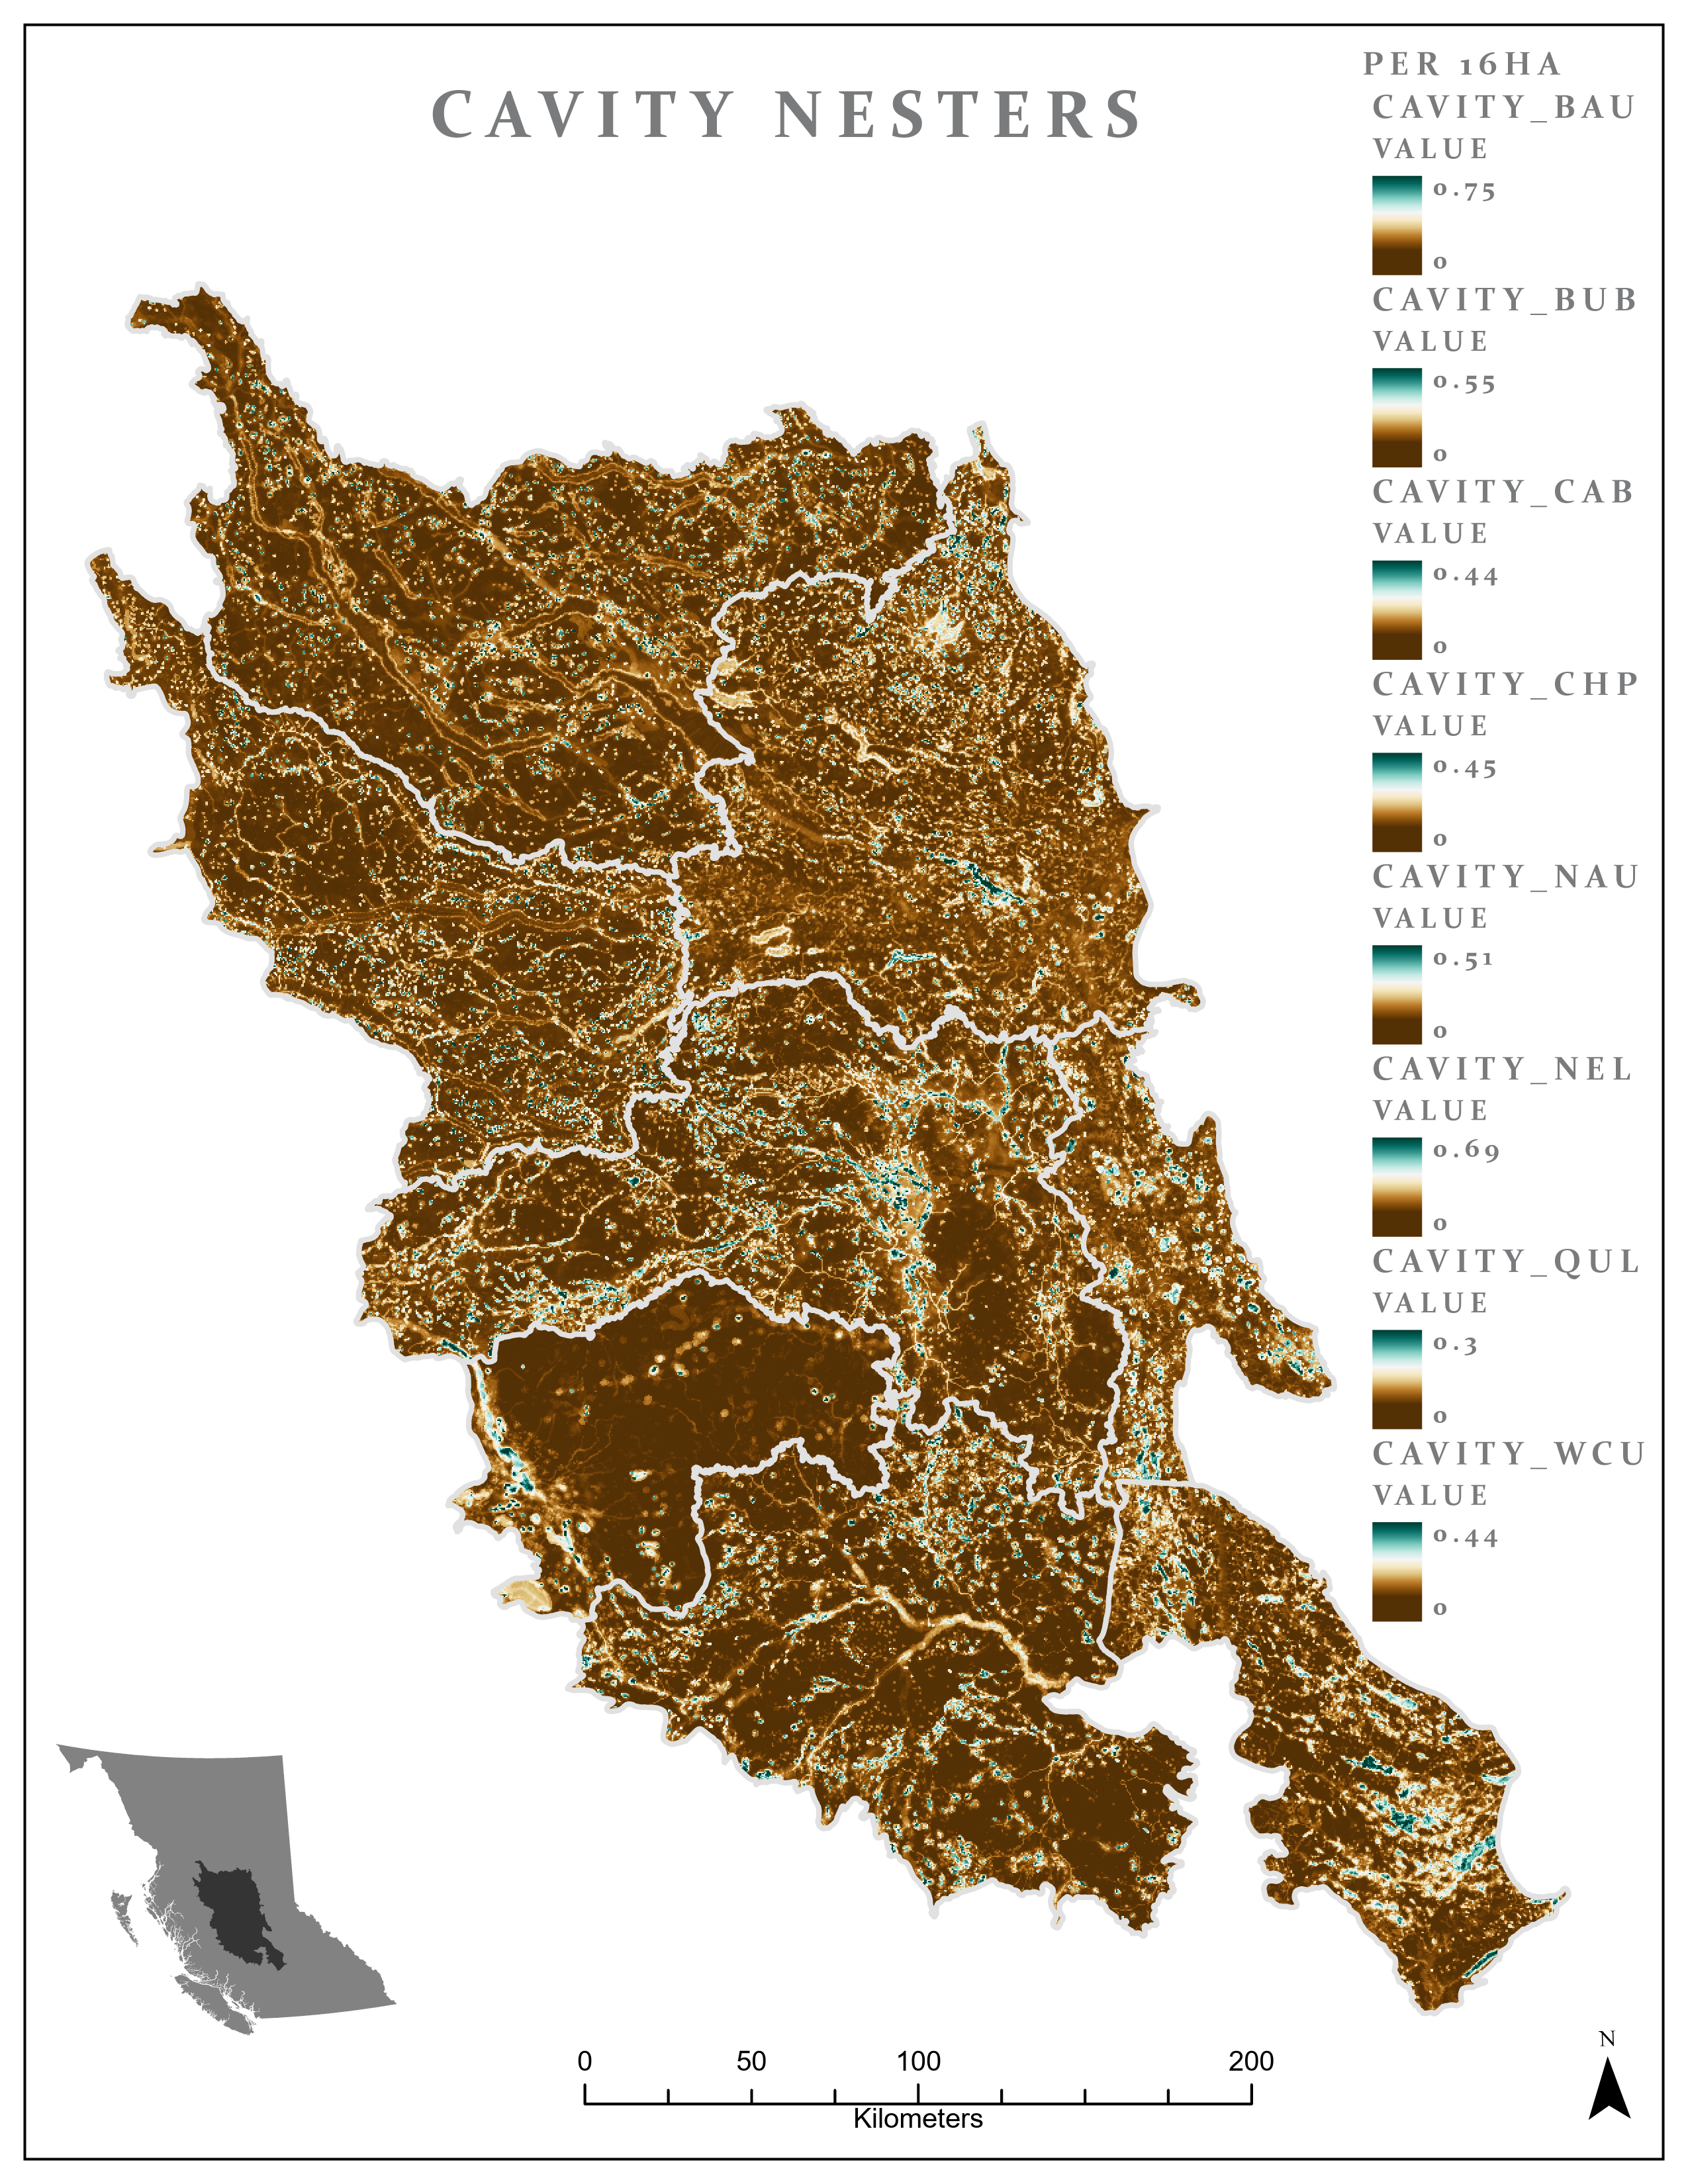 CAVITY NESTERS
PER 16HA
CAVITY_BAU
VALUE
0.75
0
CAVITY_BUB
VALUE
0.55
0
CAVITY_CAB
VALUE
0.44
0
CAVITY_CHP
VALUE
0.45
0
CAVITY_NAU
VALUE
0.51
0
CAVITY_NEL
VALUE
0.69
0
CAVITY_QUL
VALUE
0.3
0
CAVITY_WCU
VALUE
0.44
0
N
0 50 100 200
Kilometers